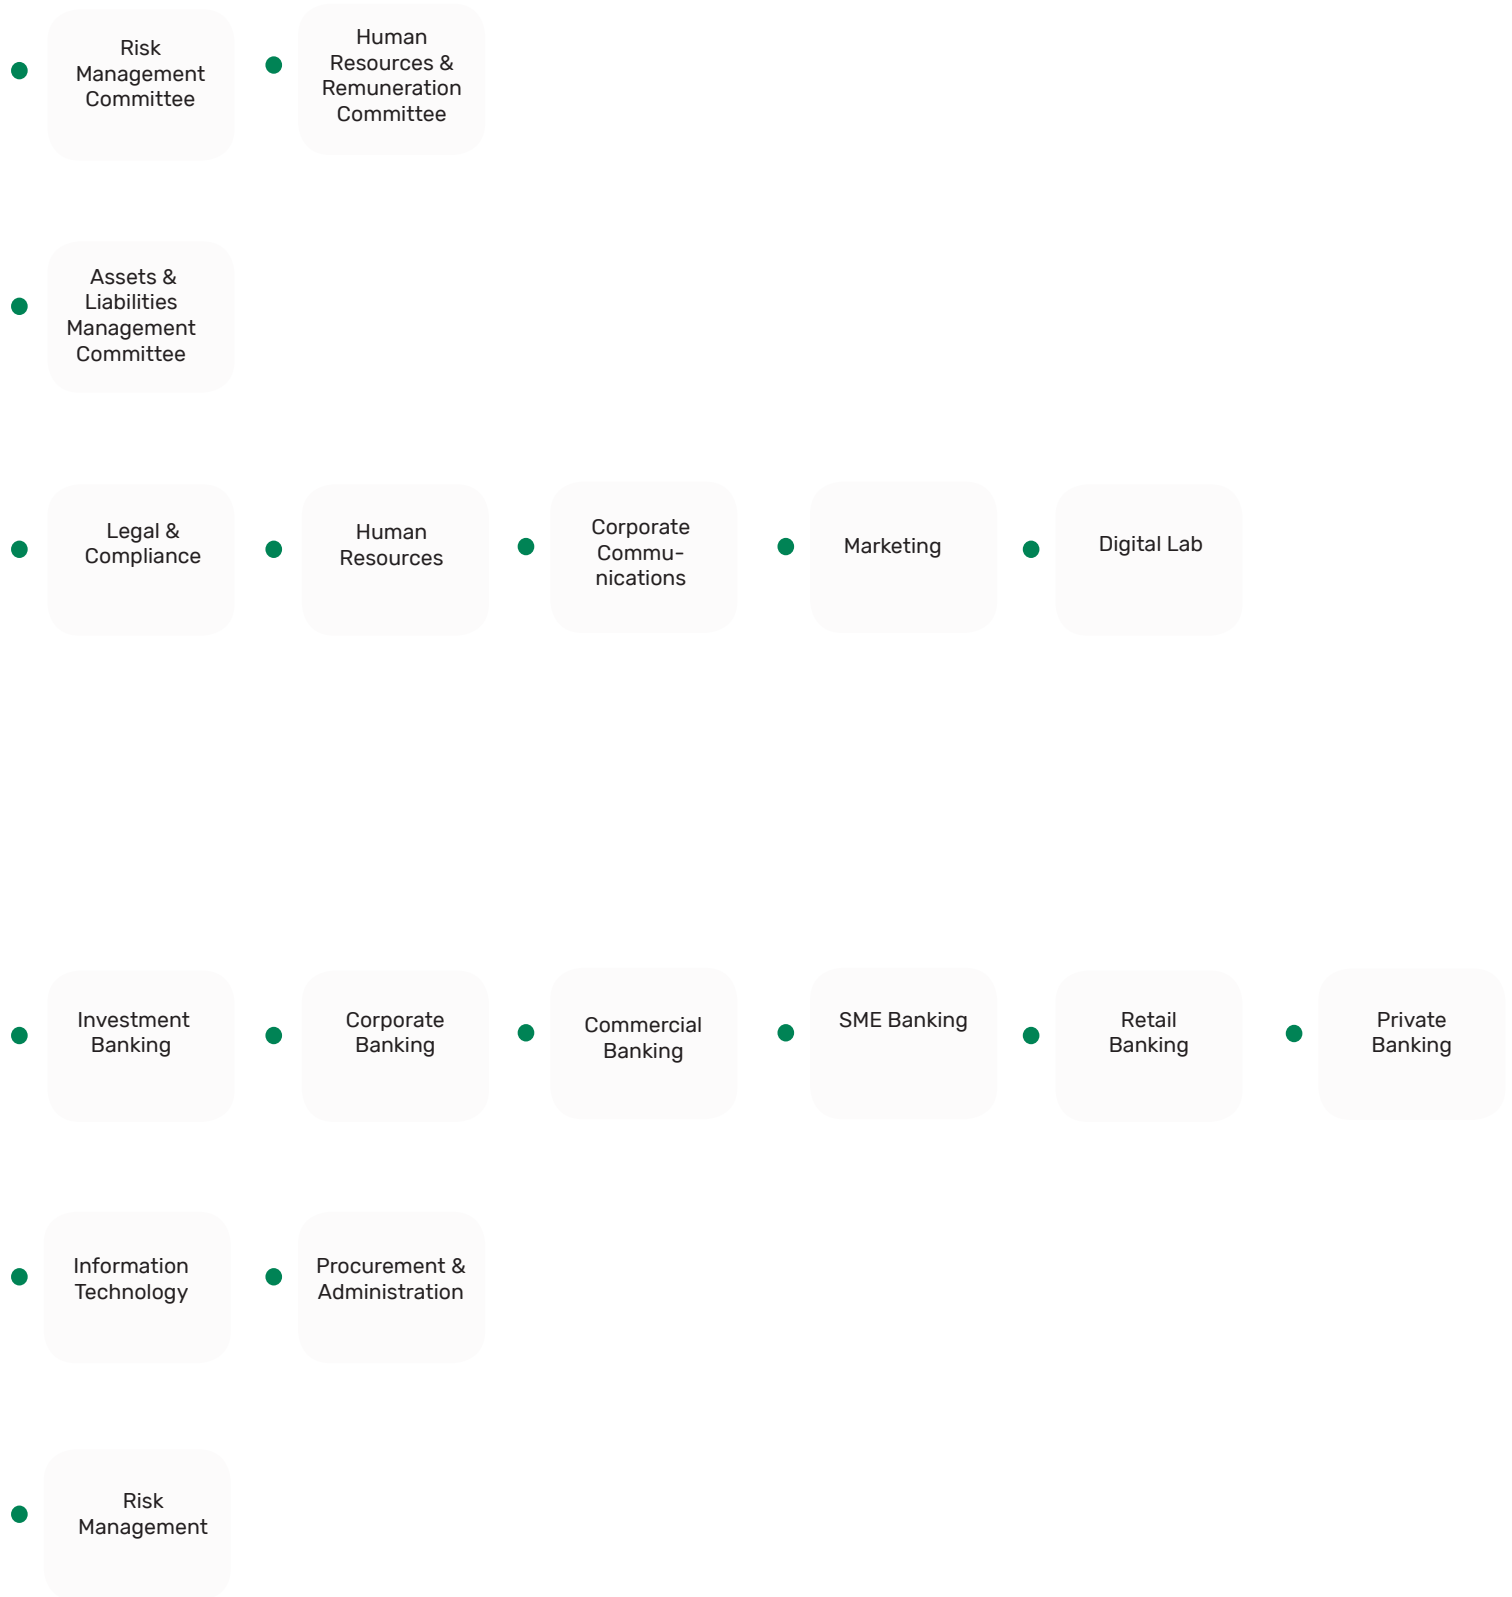 Risk
Management
Committee
Human
Resources &
Remuneration
Committee
Assets &
Liabilities
Management
Committee
Legal &
Compliance
Human
Resources
Corporate
Commu-
nications
Marketing
Digital Lab
Investment
Banking
Corporate
Banking
Commercial
Banking
SME Banking
Retail
Banking
Private
Banking
Information
Technology
Procurement &
Administration
Risk
Management